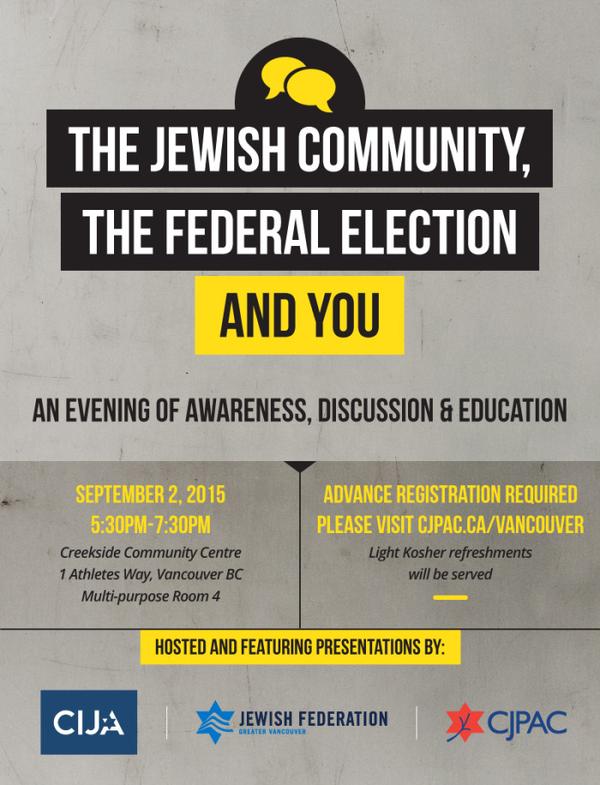 THE JEWISH COMMUNITY,
THE FEDERAL ELECTION
AND YOU
AN EVENING OF AWARENESS, DISCUSSION & EDUCATION
SEPTEMBER 2, 2015
5:30PM-7:30PM
Creekside Community Centre
1 Athletes Way, Vancouver BC
Multi-purpose Room 4
ADVANCE REGISTRATION REQUIRED
PLEASE VISIT CJPAC.CA/VANCOUVER
Light Kosher refreshments
will be served
HOSTED AND FEATURING PRESENTATIONS BY:
CIJA
JEWISH FEDERATION
GREATER VANCOUVER
CJPAC